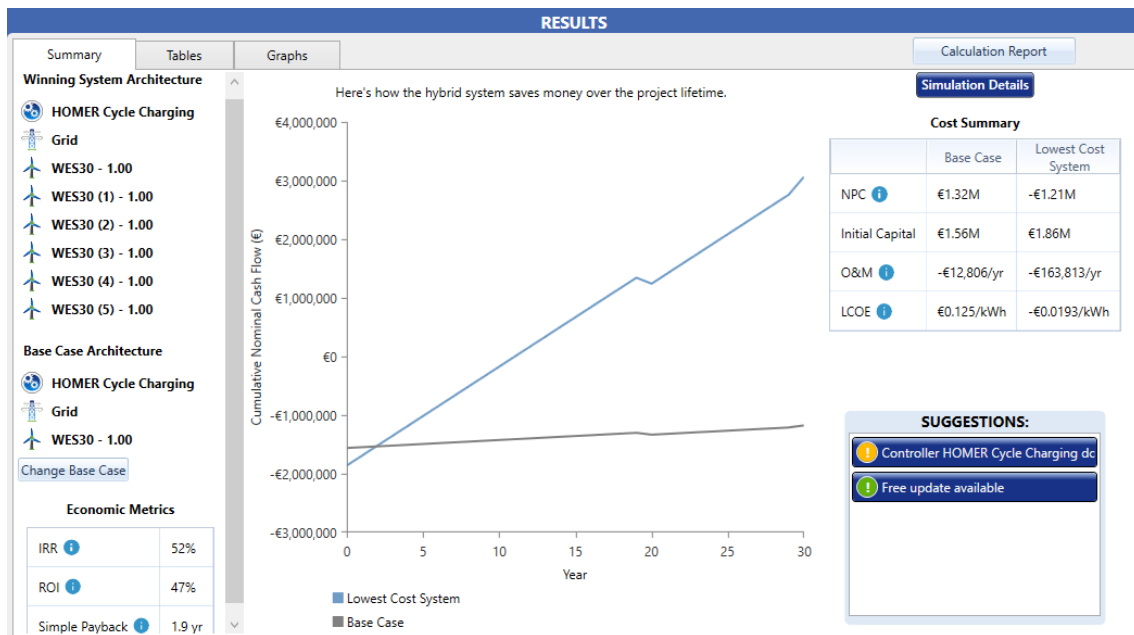 RESULTS
Summary
Tables
Graphs
Calculation Report
Simulation Details
Winning System Architecture
HOMER Cycle Charging
Grid
WES30 - 1.00
WES30 (1) - 1.00
WES30 (2) - 1.00
WES30 (3) - 1.00
WES30 (4) - 1.00
WES30 (5) - 1.00
Base Case Architecture
HOMER Cycle Charging
Grid
WES30 - 1.00
Change Base Case
Economic Metrics
IRR 52%
ROI 47%
Simple Payback 1.9 yr
Here's how the hybrid system saves money over the project lifetime.
Cumulative Nominal Cash Flow (€)
€4,000,000
€3,000,000
€2,000,000
€1,000,000
€0
-€1,000,000
-€2,000,000
-€3,000,000
0 5 10 15 20 25 30
Year
Lowest Cost System
Base Case
Cost Summary
Base Case
Lowest Cost
System
NPC €1.32M -€1.21M
Initial Capital €1.56M €1.86M
O&M -€12,806/yr -€163,813/yr
LCOE €0.125/kWh -€0.0193/kWh
SUGGESTIONS:
Controller HOMER Cycle Charging dc
Free update available